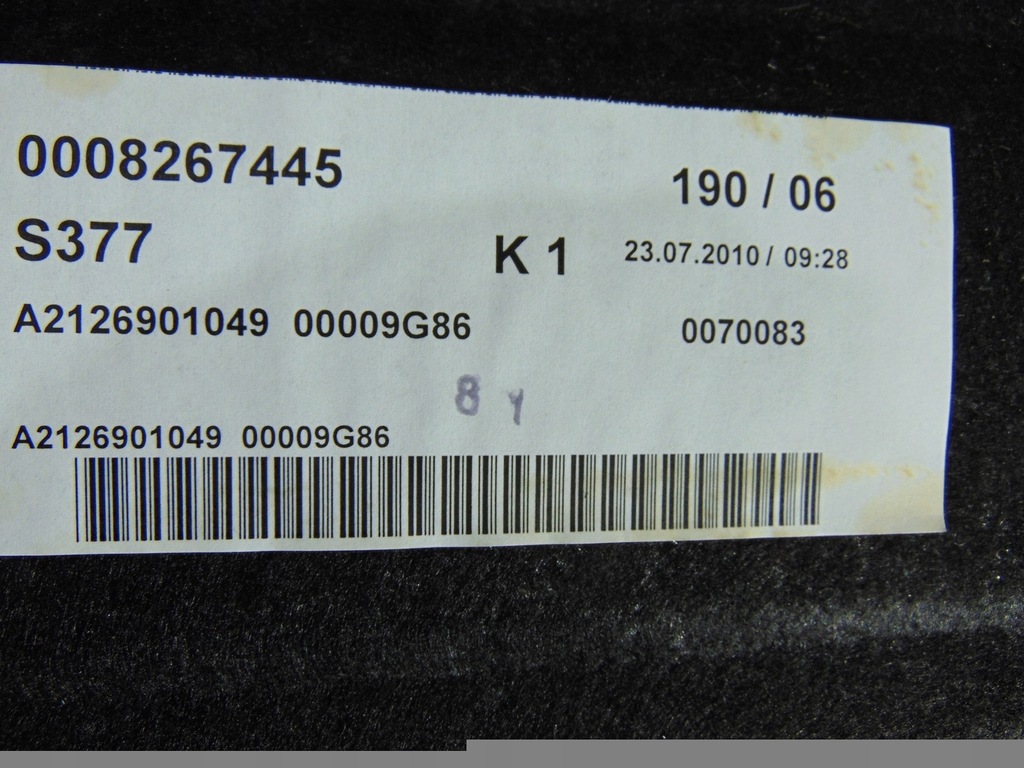 0008267445
190 / 06
S377
K 1
23.07.2010 / 09:28
A2126901049 00009G86
0070083
8
A2126901049 00009G86